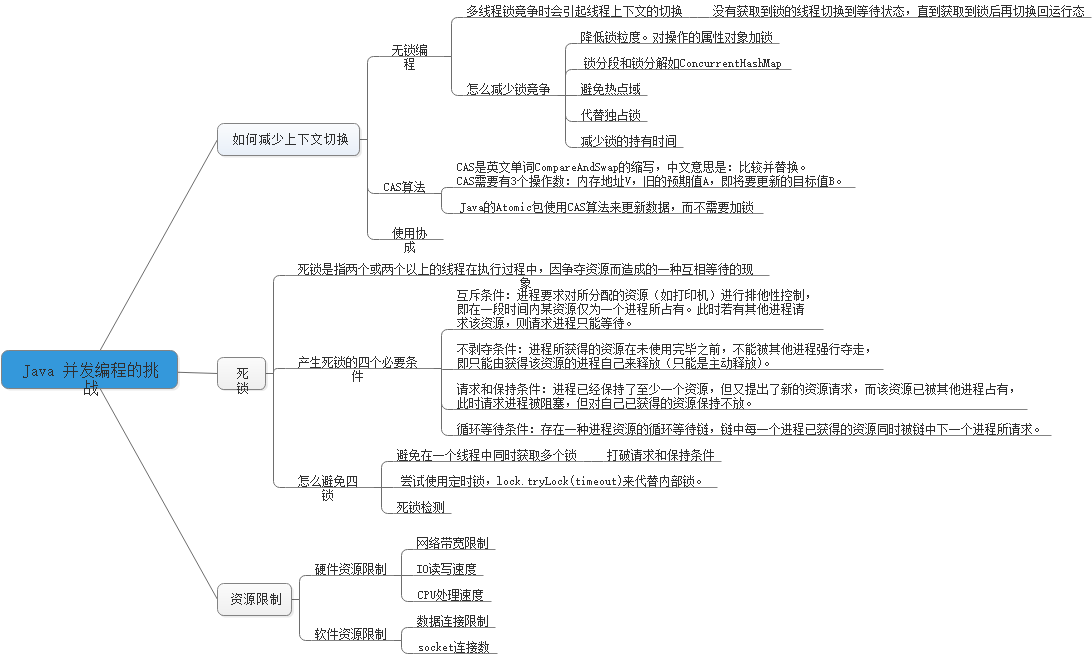 Java 并发编程的挑
战
如何减少上下文切换
无锁编
程
多线程锁竞争时会引起线程上下文的切换
没有获取到锁的线程切换到等待状态，直到获取到锁后再切换回运行态
怎么减少锁竞争
降低锁粒度。对操作的属性对象加锁
锁分段和锁分解如ConcurrentHashMap
避免热点域
代替独占锁
减少锁的持有时间
CAS算法
CAS是英文单词CompareAndSwap的缩写，中文意思是：比较并替换。
CAS需要有3个操作数：内存地址V，旧的预期值A，即将要更新的目标值B。
Java的Atomic包使用CAS算法来更新数据，而不需要加锁
使用协
成
死
锁
死锁是指两个或两个以上的线程在执行过程中，因争夺资源而造成的一种互相等待的现
象
产生死锁的四个必要条
件
互斥条件：进程要求对所分配的资源（如打印机）进行排他性控制，
即在一段时间内某资源仅为一个进程所占有。此时若有其他进程请
求该资源，则请求进程只能等待。
不剥夺条件：进程所获得的资源在未使用完毕之前，不能被其他进程强行夺走，
即只能由获得该资源的进程自己来释放（只能是主动释放）。
请求和保持条件：进程已经保持了至少一个资源，但又提出了新的资源请求，而该资源已被其他进程占有，
此时请求进程被阻塞，但对自己已获得的资源保持不放。
循环等待条件：存在一种进程资源的循环等待链，链中每一个进程已获得的资源同时被链中下一个进程所请求。
怎么避免四
锁
避免在一个线程中同时获取多个锁
打破请求和保持条件
尝试使用定时锁，lock.tryLock(timeout)来代替内部锁。
死锁检测
资源限制
硬件资源限制
网络带宽限制
IO读写速度
CPU处理速度
软件资源限制
数据连接限制
socket连接数